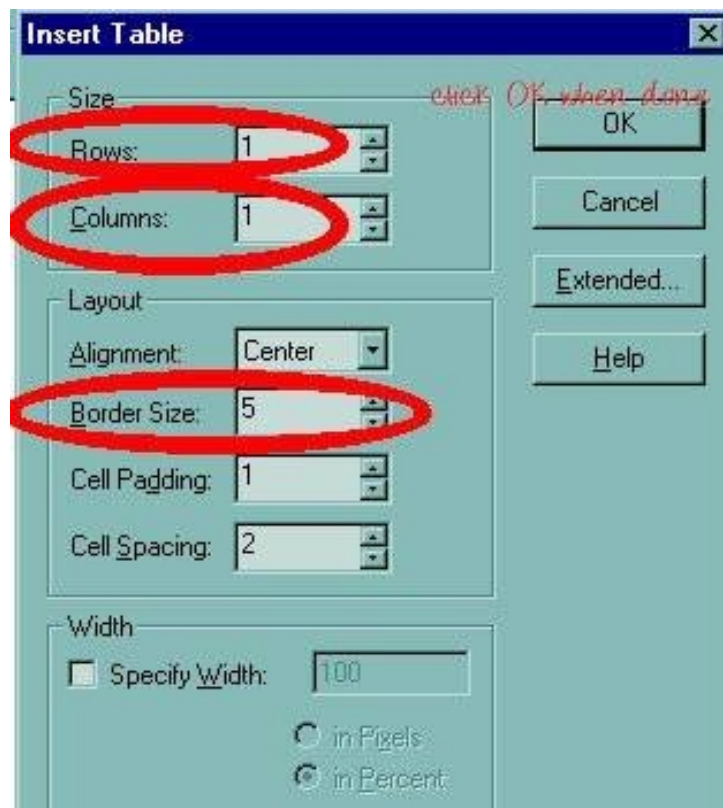 Insert Table
Size
click OK when done
Rows: 1
OK
Columns: 1
Cancel
Extended...
Layout
Alignment: Center
Help
Border Size: 5
Cell Padding: 1
Cell Spacing: 2
Width
Specify Width: 100
in Pixels
in Percent